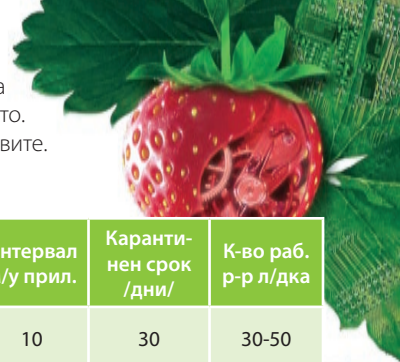 а
то.
вите.
нтервал
/у прил.
Каранти-
нен срок
/дни/
К-во раб.
р-р л/дка
10
30
30-50